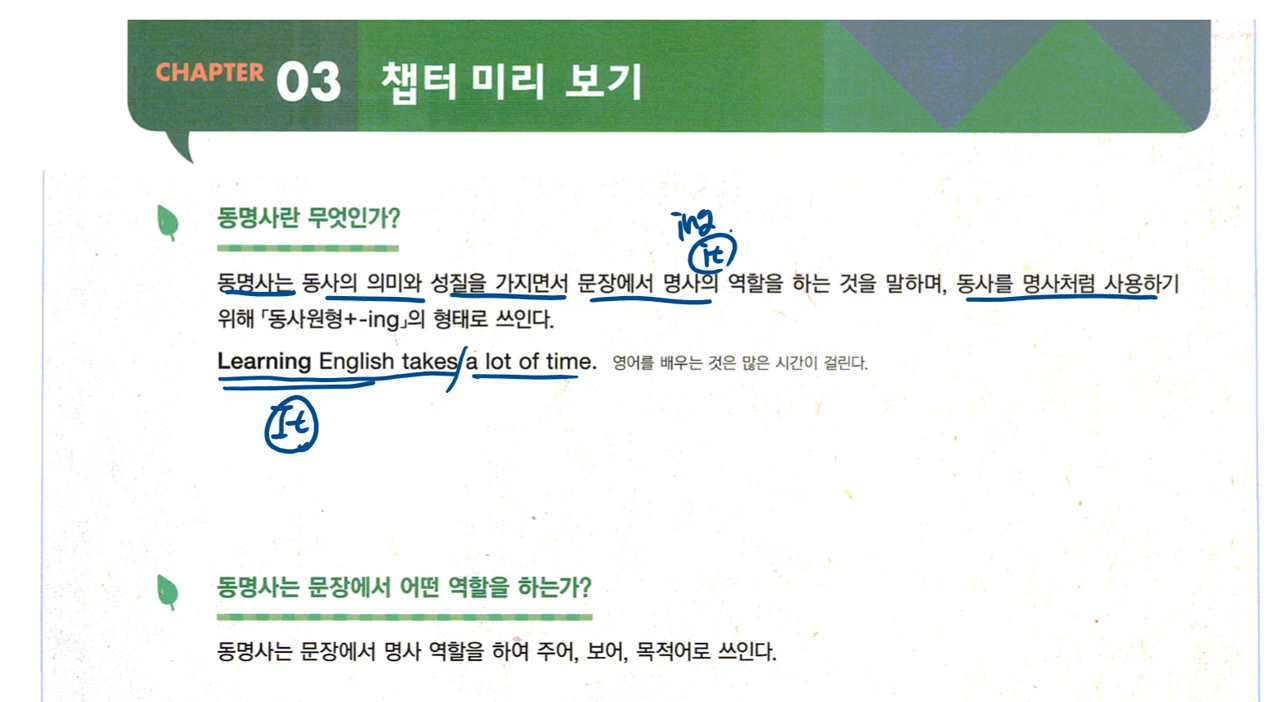 CHAPTER 03 챕터 미리 보기
동명사란 무엇인가?
ing
it
동명사는 동사의 의미와 성질을 가지면서 문장에서 명사의 역할을 하는 것을 말하며, 동사를 명사처럼 사용하기
위해 「동사원형+-ing」의 형태로 쓰인다.
Learning English takes a lot of time. 영어를 배우는 것은 많은 시간이 걸린다.
It
동명사는 문장에서 어떤 역할을 하는가?
동명사는 문장에서 명사 역할을 하여 주어, 보어, 목적어로 쓰인다.